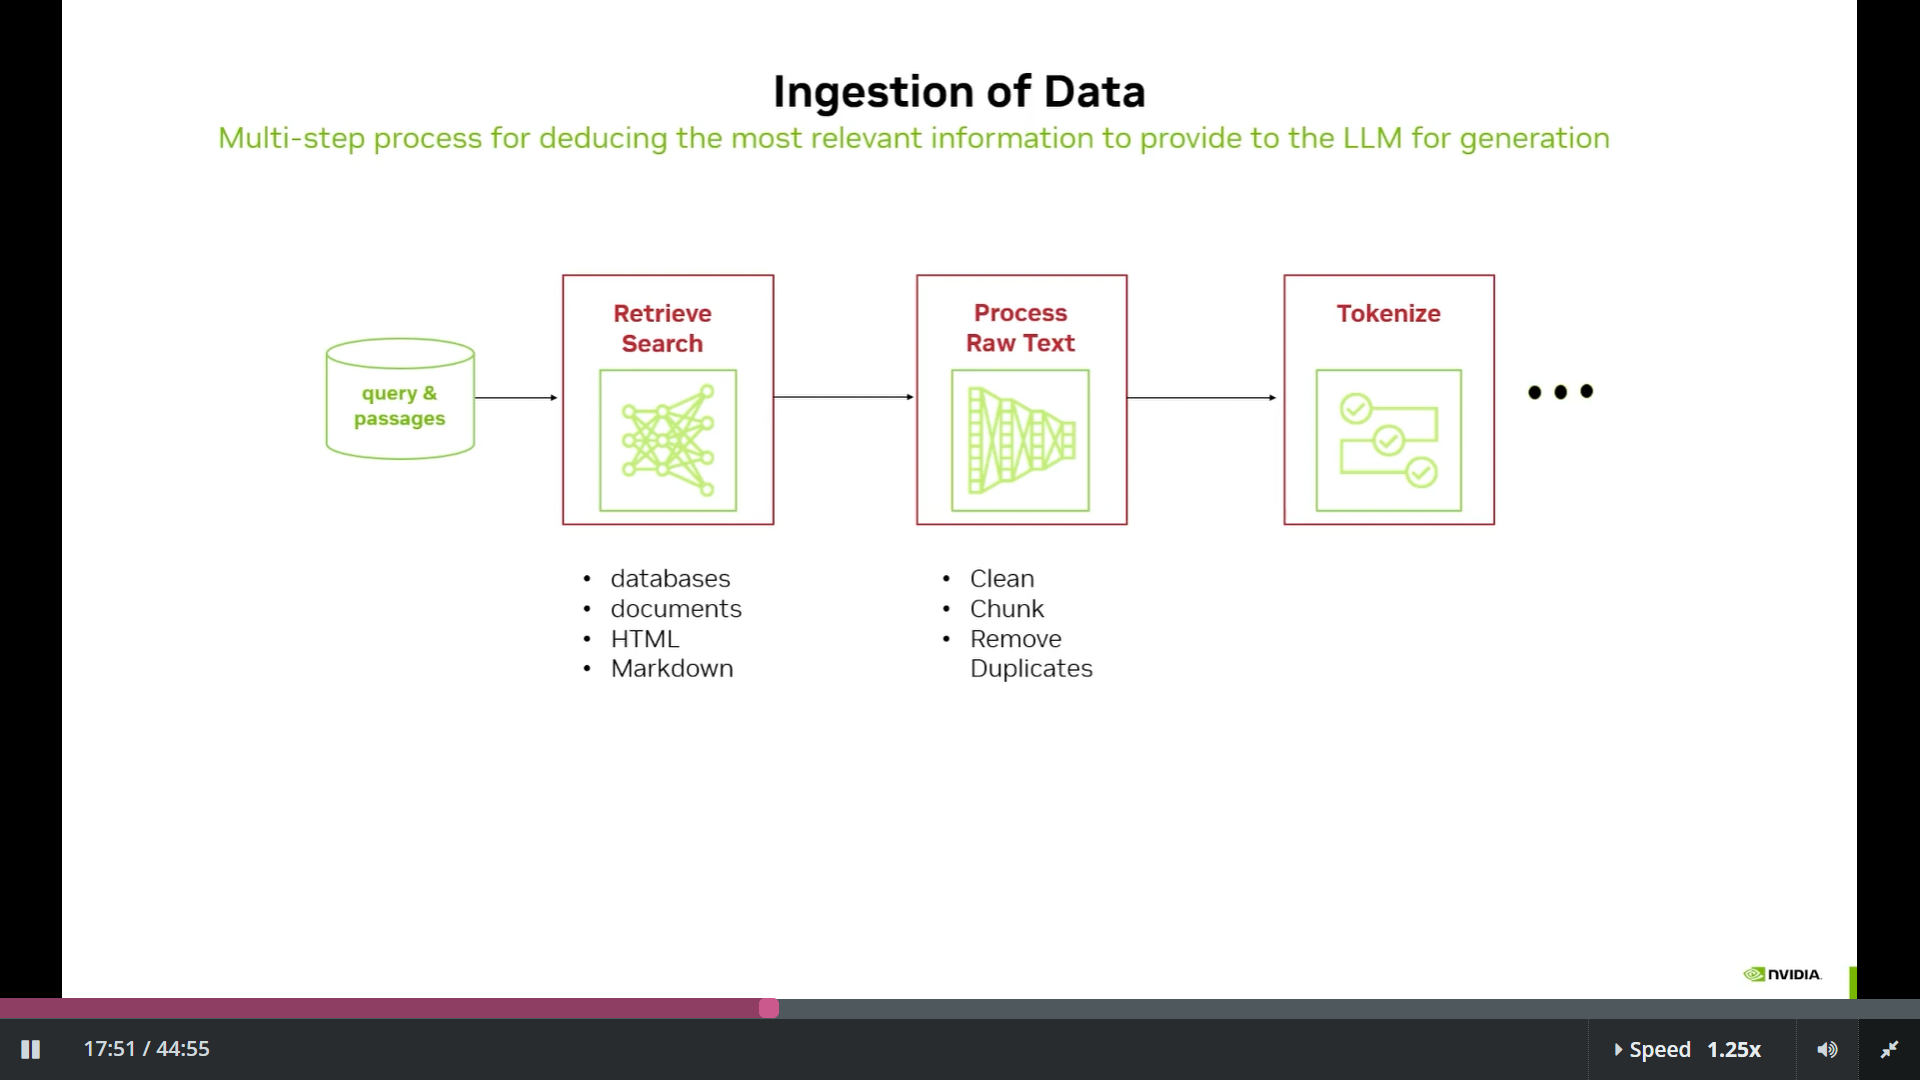 Ingestion of Data
Multi-step process for deducing the most relevant information to provide to the LLM for generation
query &
passages
Retrieve
Search
Process
Raw Text
Tokenize
• • •
• databases
• documents
• HTML
• Markdown
• Clean
• Chunk
• Remove
Duplicates
NVIDIA.
17:51 / 44:55
Speed 1.25x